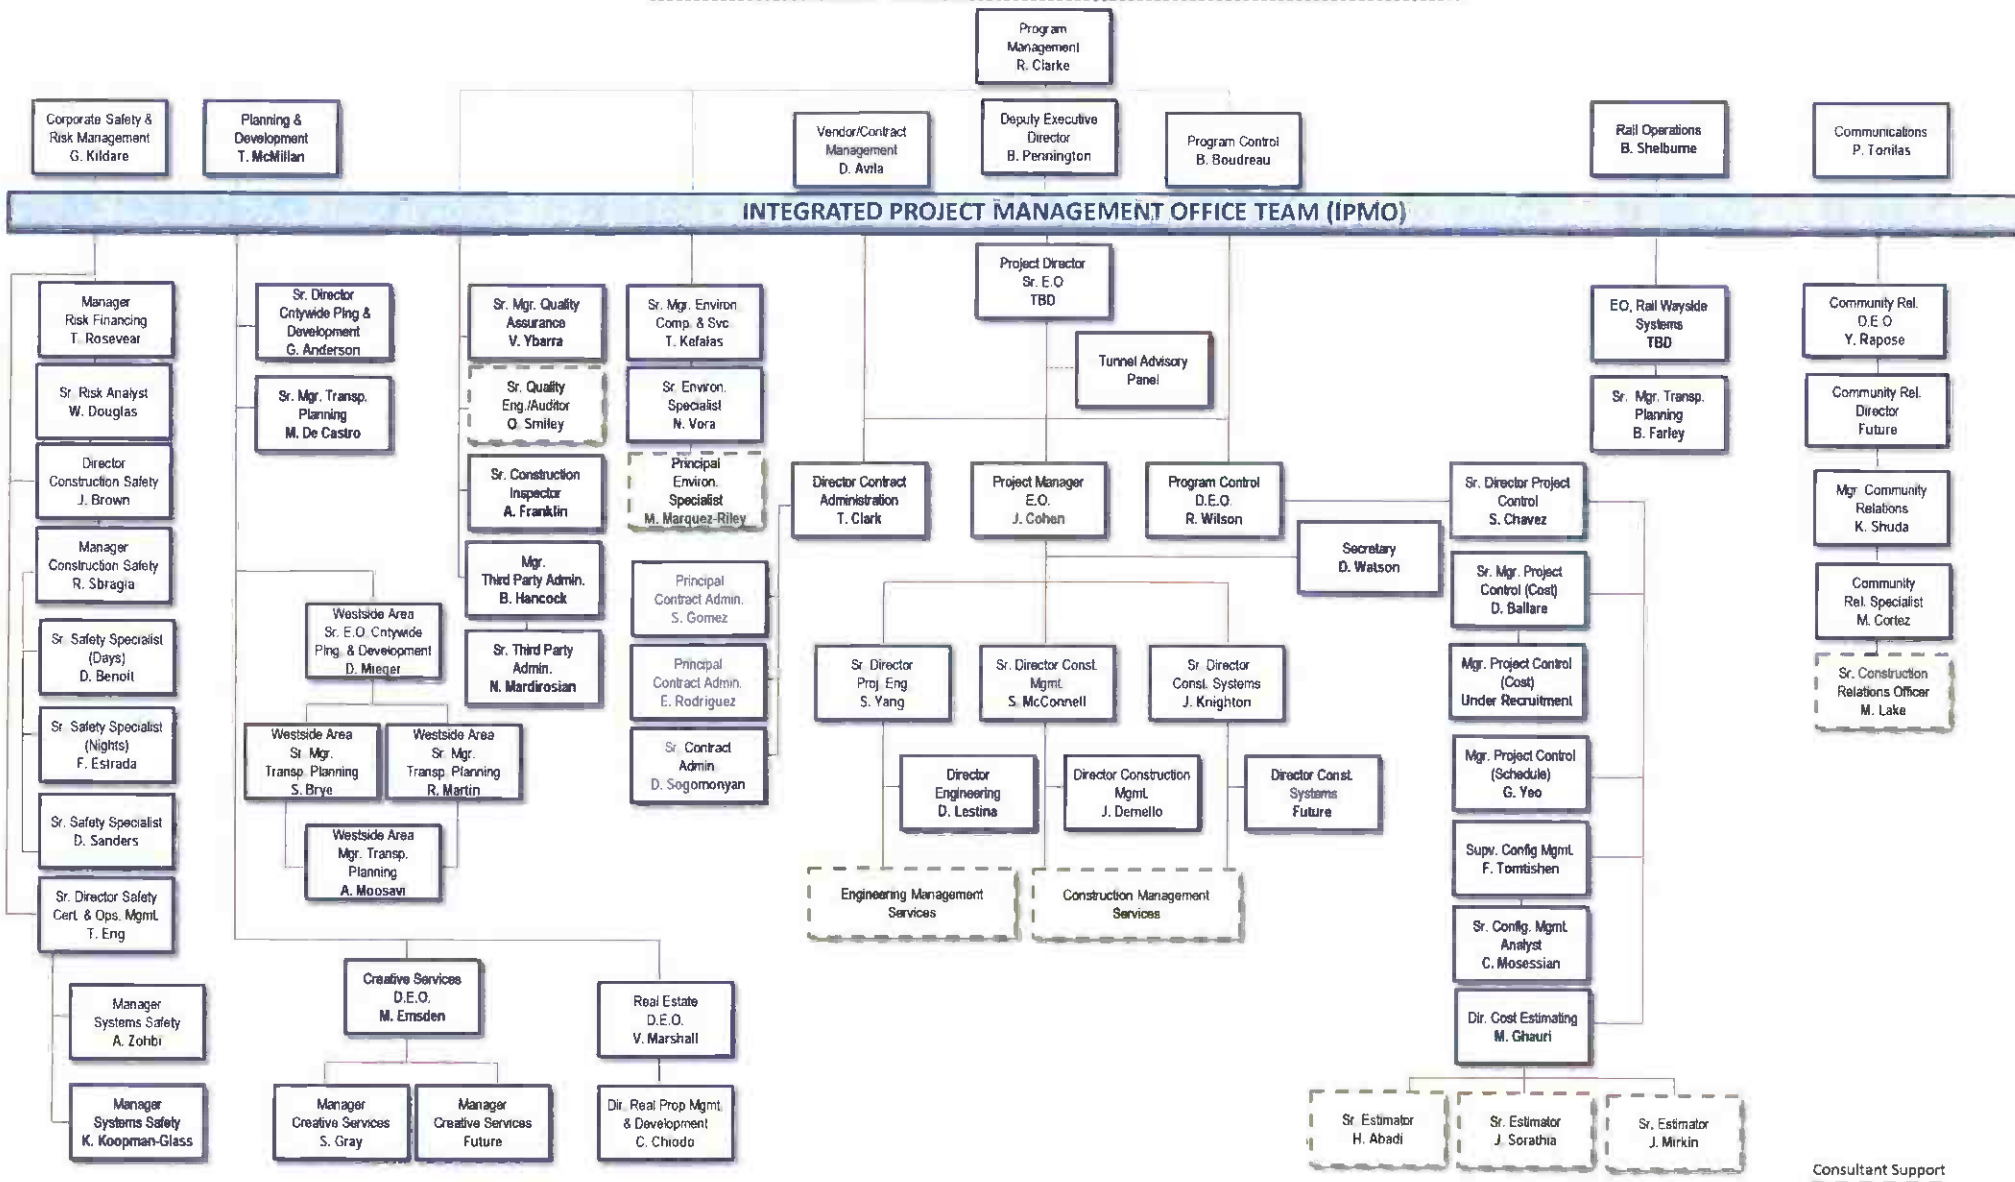 Program
Management
R. Clarke
Corporate Safety &
Risk Management
G. Kildare
Planning &
Development
T. McMillan
Vendor/Contract
Management
D. Avila
Deputy Executive
Director
B. Pennington
Program Control
B. Boudreau
Rail Operations
B. Shelburne
Communications
P. Torrilas
INTEGRATED PROJECT MANAGEMENT OFFICE TEAM (IPMO)
Manager
Risk Financing
T. Rosevear
Sr. Risk Analyst
W. Douglas
Director
Construction Safety
J. Brown
Manager
Construction Safety
R. Sbragia
Sr. Safety Specialist
(Days)
D. Benoit
Sr. Safety Specialist
(Nights)
F. Estrada
Sr. Safety Specialist
D. Sanders
Sr. Director Safety
Cert. & Ops. Mgmt.
T. Eng
Manager
Systems Safety
A. Zohbi
Manager
Systems Safety
K. Koopman-Glass
Sr. Director
Cntywide Plng &
Development
G. Anderson
Sr. Mgr. Transp.
Planning
M. De Castro
Westside Area
Sr. E.O. Cntywide
Plng. & Development
D. Mieger
Westside Area
Sr. Mgr.
Transp. Planning
S. Brye
Westside Area
Sr. Mgr.
Transp. Planning
R. Martin
Westside Area
Mgr. Transp.
Planning
A. Moosavi
Creative Services
D.E.O.
M. Emsden
Manager
Creative Services
S. Gray
Manager
Creative Services
Future
Real Estate
D.E.O.
V. Marshall
Dir. Real Prop Mgmt.
& Development
C. Chiodo
Sr. Mgr. Quality
Assurance
V. Ybarra
Sr. Quality
Eng./Auditor
O. Smiley
Sr. Construction
Inspector
A. Franklin
Mgr.
Third Party Admin.
B. Hancock
Sr. Third Party
Admin.
N. Mardirosian
Sr. Mgr. Environ
Comp. & Svc
T. Kefalas
Sr. Environ.
Specialist
N. Vora
Principal
Environ.
Specialist
M. Marquez-Riley
Principal
Contract Admin.
S. Gomez
Principal
Contract Admin.
E. Rodriguez
Sr. Contract
Admin
D. Sogomonyan
Project Director
Sr. E.O
TBD
Tunnel Advisory
Panel
Director Contract
Administration
T. Clark
Project Manager
E.O.
J. Cohen
Program Control
D.E.O.
R. Wilson
Secretary
D. Watson
Sr. Director
Proj. Eng
S. Yang
Sr. Director Const.
Mgmt.
S. McConnell
Sr. Director
Const. Systems
J. Knighton
Director
Engineering
D. Lestina
Director Construction
Mgmt.
J. Demello
Director Const.
Systems
Future
Engineering Management
Services
Construction Management
Services
Sr. Director Project
Control
S. Chavez
Sr. Mgr. Project
Control (Cost)
D. Ballare
Mgr. Project Control
(Cost)
Under Recruitment
Mgr. Project Control
(Schedule)
G. Yeo
Supv. Config Mgmt.
F. Tomtishen
Sr. Config. Mgmt.
Analyst
C. Mosessian
Dir. Cost Estimating
M. Ghauri
Sr. Estimator
H. Abadi
Sr. Estimator
J. Sorathia
Sr. Estimator
J. Mirkin
EO, Rail Wayside
Systems
TBD
Sr. Mgr. Transp.
Planning
B. Farley
Community Rel.
D.E.O
Y. Rapose
Community Rel.
Director
Future
Mgr. Community
Relations
K. Shuda
Community
Rel. Specialist
M. Cortez
Sr. Construction
Relations Officer
M. Lake
Consultant Support